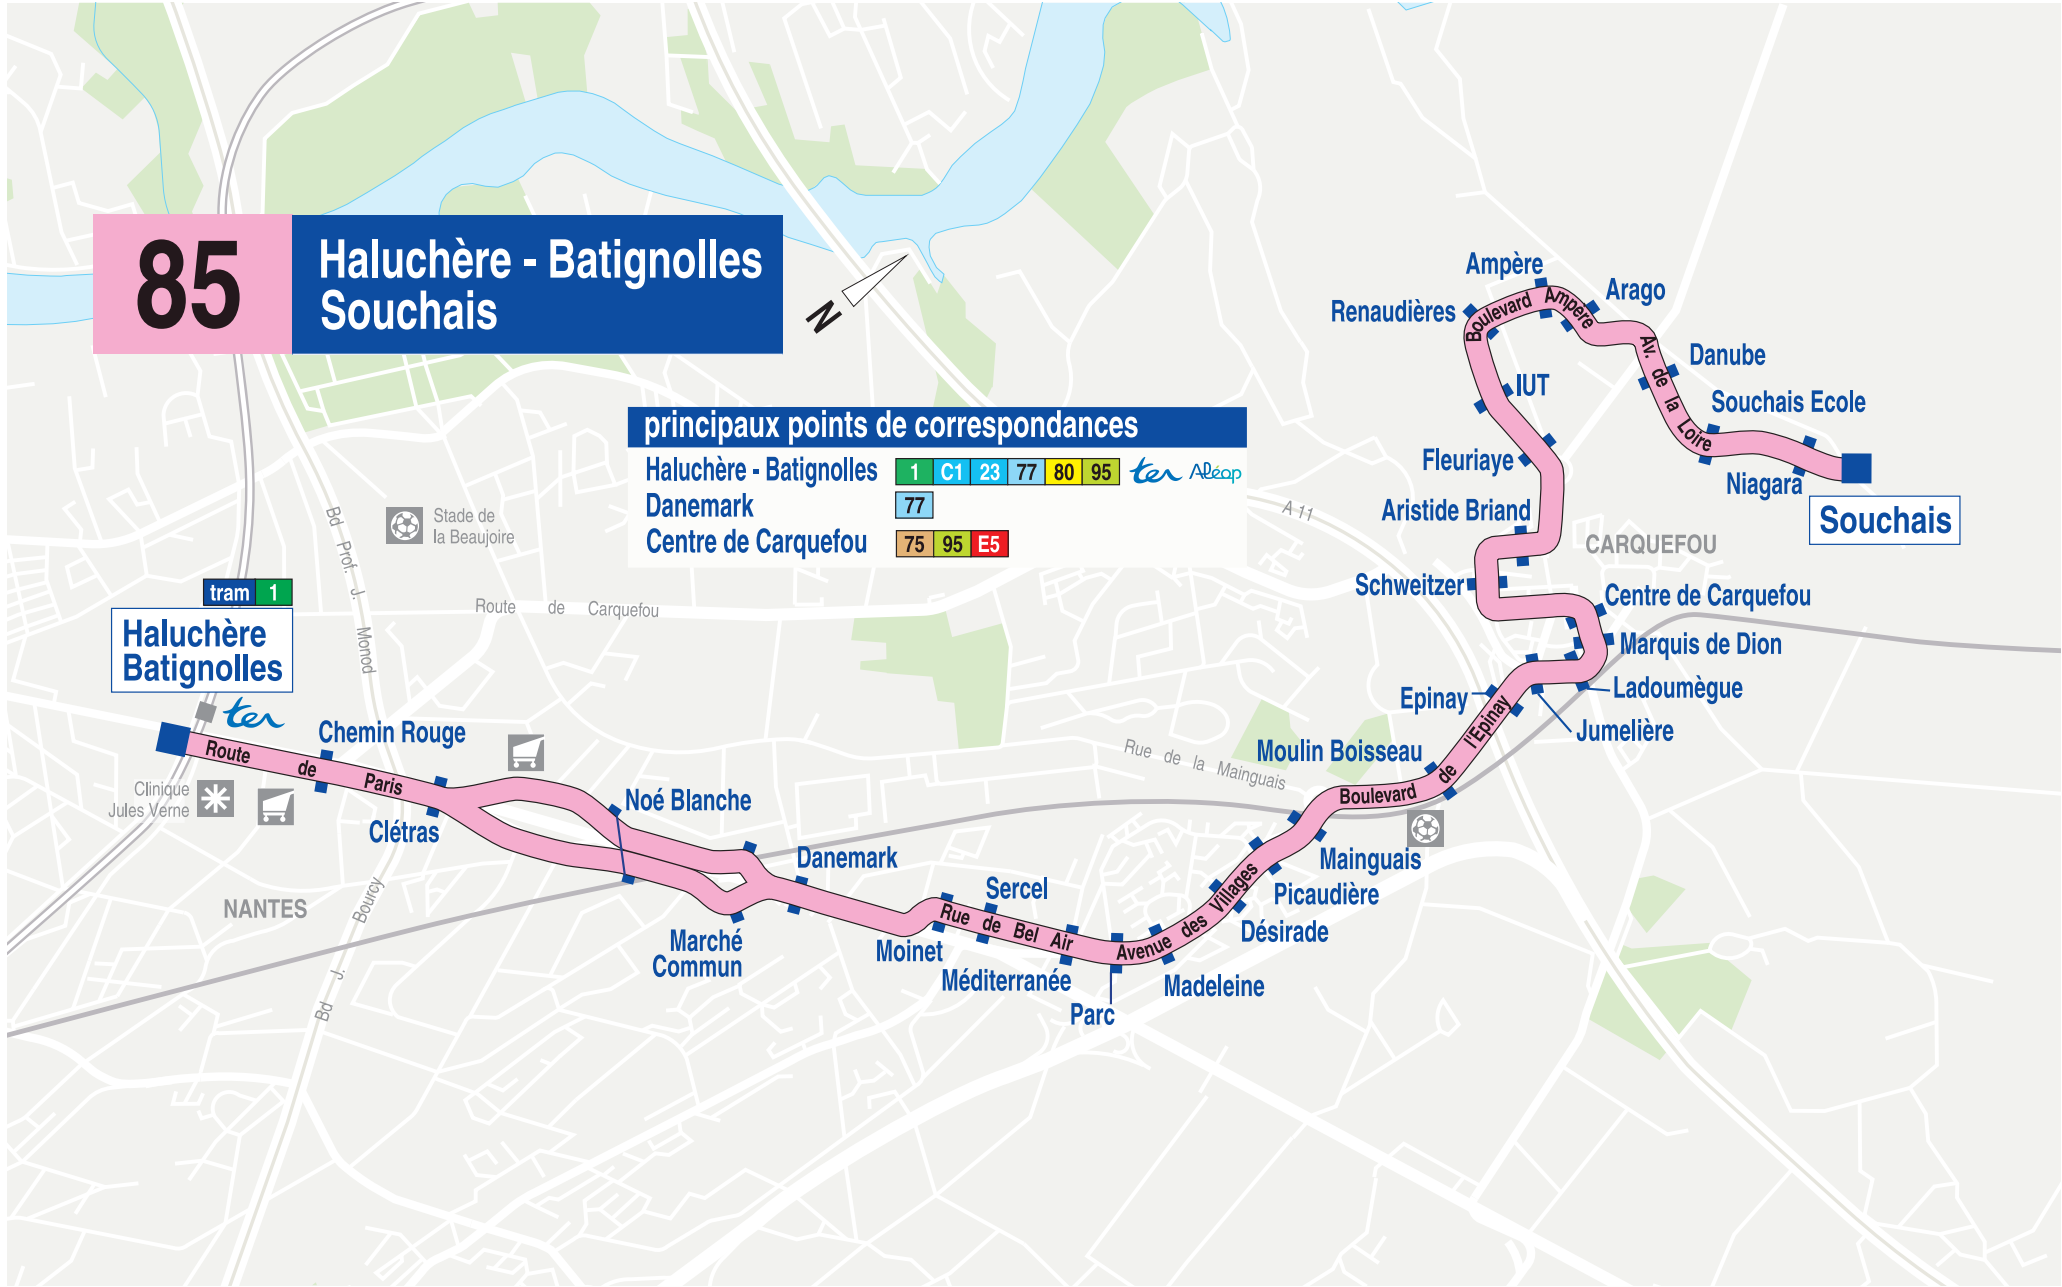 85
Haluchère - Batignolles
Souchais
N
principaux points de correspondances
Haluchère - Batignolles 1 C1 23 77 80 95 ter Aléop
Danemark 77
Centre de Carquefou 75 95 E5
Ampère
Arago
Renaudières
Boulevard Ampère
Av. de la Loire
Danube
IUT
Souchais Ecole
Fleuriaye
Niagara
Souchais
Aristide Briand
A 11
CARQUEFOU
Schweitzer
Centre de Carquefou
Marquis de Dion
Ladoumègue
Epinay
Jumelière
Moulin Boisseau
Boulevard de l'Epinay
Rue de la Mainguais
Mainguais
Picaudière
Désirade
Avenue des Villages
Madeleine
Parc
Méditerranée
Sercel
Rue de Bel Air
Moinet
Danemark
Marché
Commun
Noé Blanche
Stade de
la Beaujoire
Bd Prof. J. Monod
Route de Carquefou
tram 1
Haluchère
Batignolles
ter
Chemin Rouge
Route de Paris
Clinique
Jules Verne
Clétras
NANTES
Bd J. Bourcy